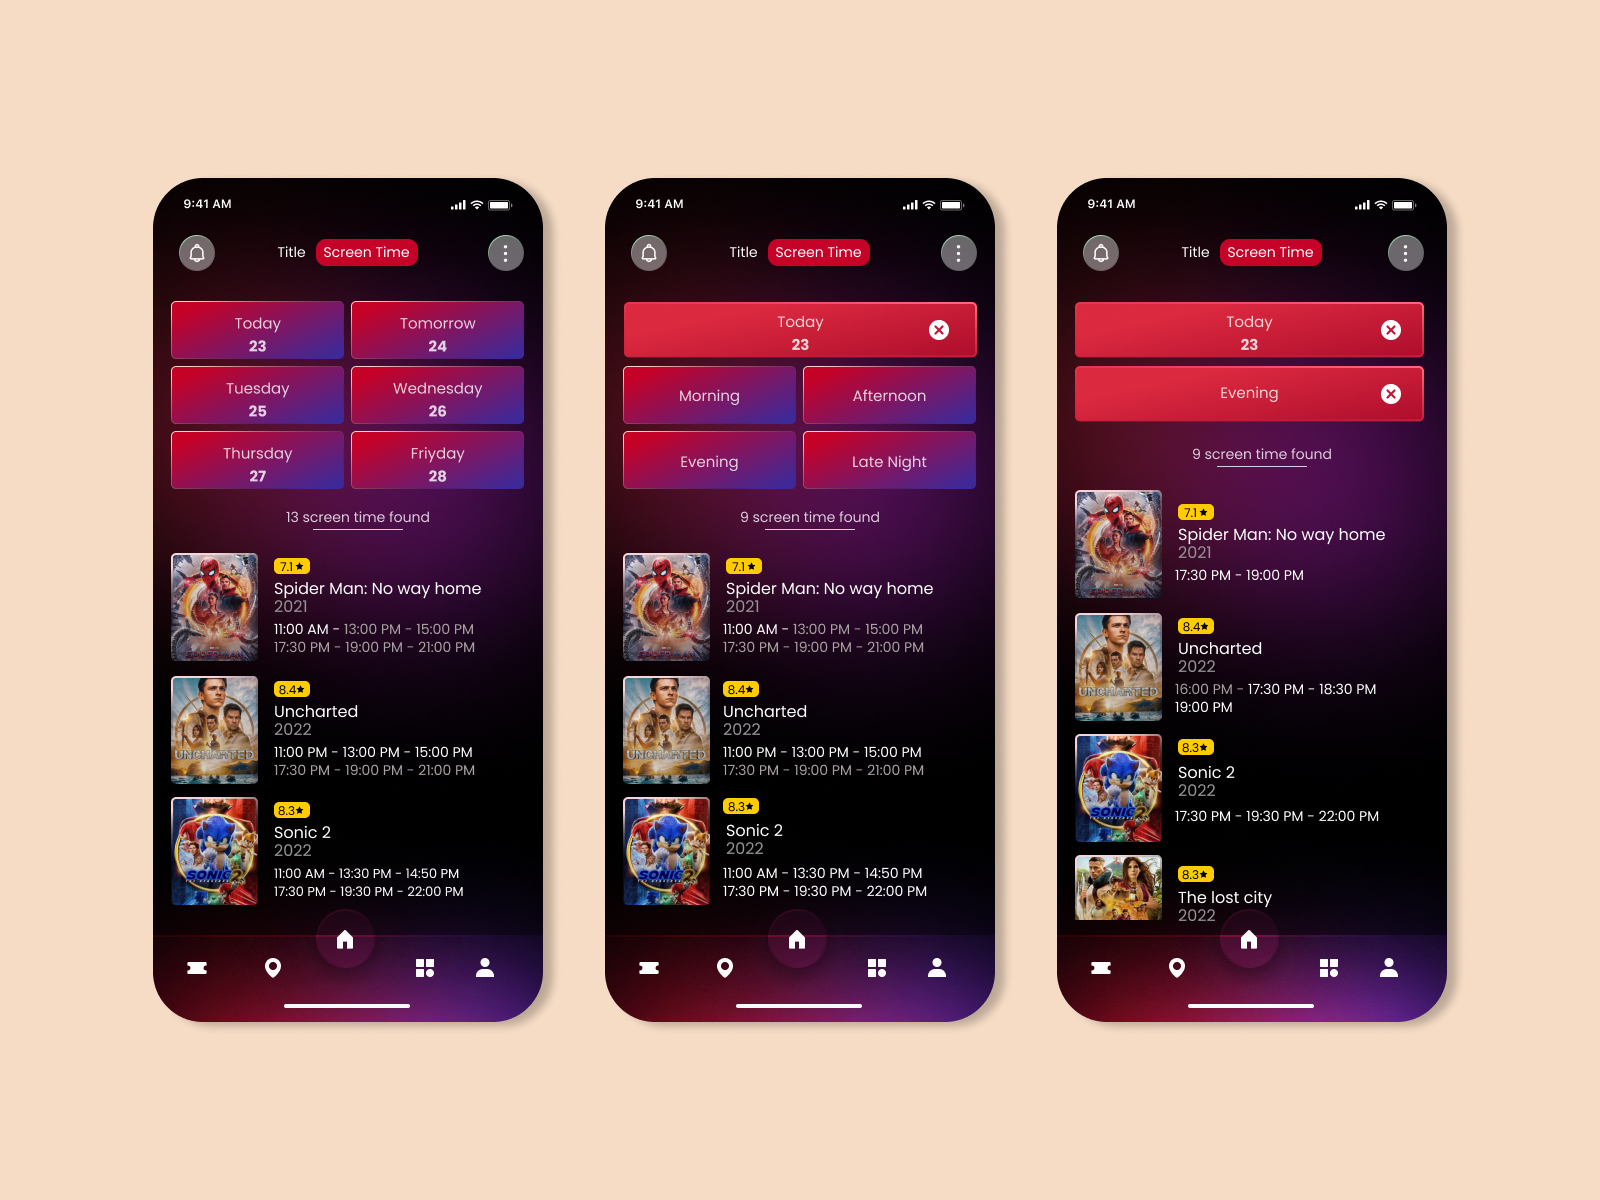 9:41 AM
Title Screen Time
Today
23
Tomorrow
24
Tuesday
25
Wednesday
26
Thursday
27
Friyday
28
13 screen time found
7.1
Spider Man: No way home
2021
11:00 AM - 13:00 PM - 15:00 PM
17:30 PM - 19:00 PM - 21:00 PM
UNCHARTED
8.4
Uncharted
2022
11:00 PM - 13:00 PM - 15:00 PM
17:30 PM - 19:00 PM - 21:00 PM
SONIC 2
8.3
Sonic 2
2022
11:00 AM - 13:30 PM - 14:50 PM
17:30 PM - 19:30 PM - 22:00 PM
9:41 AM
Title Screen Time
Today
23
Morning
Afternoon
Evening
Late Night
9 screen time found
7.1
Spider Man: No way home
2021
11:00 AM - 13:00 PM - 15:00 PM
17:30 PM - 19:00 PM - 21:00 PM
UNCHARTED
8.4
Uncharted
2022
11:00 PM - 13:00 PM - 15:00 PM
17:30 PM - 19:00 PM - 21:00 PM
SONIC 2
8.3
Sonic 2
2022
11:00 AM - 13:30 PM - 14:50 PM
17:30 PM - 19:30 PM - 22:00 PM
9:41 AM
Title Screen Time
Today
23
Evening
9 screen time found
7.1
Spider Man: No way home
2021
17:30 PM - 19:00 PM
UNCHARTED
8.4
Uncharted
2022
16:00 PM - 17:30 PM - 18:30 PM
19:00 PM
SONIC 2
8.3
Sonic 2
2022
17:30 PM - 19:30 PM - 22:00 PM
8.3
The lost city
2022